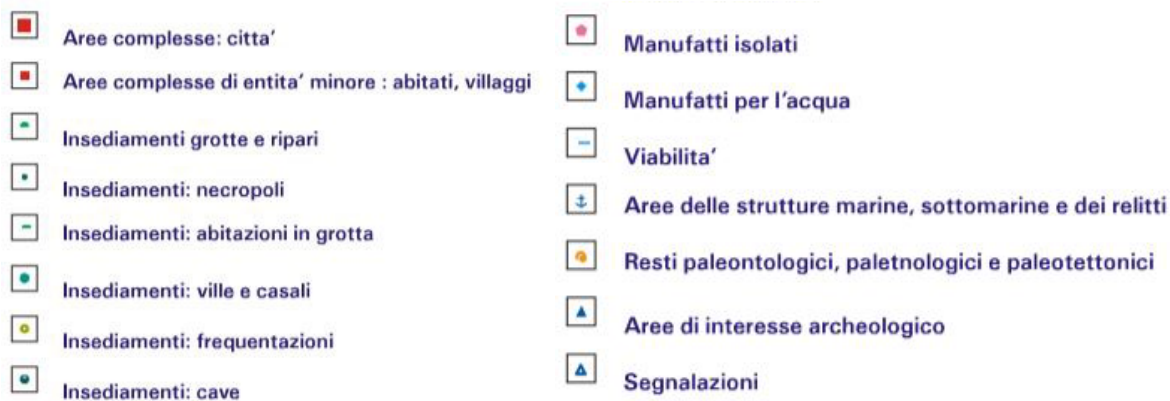 Aree complesse: citta'
Aree complesse di entita' minore : abitati, villaggi
Insediamenti grotte e ripari
Insediamenti: necropoli
Insediamenti: abitazioni in grotta
Insediamenti: ville e casali
Insediamenti: frequentazioni
Insediamenti: cave
Manufatti isolati
Manufatti per l'acqua
Viabilita'
Aree delle strutture marine, sottomarine e dei relitti
Resti paleontologici, paletnologici e paleotettonici
Aree di interesse archeologico
Segnalazioni